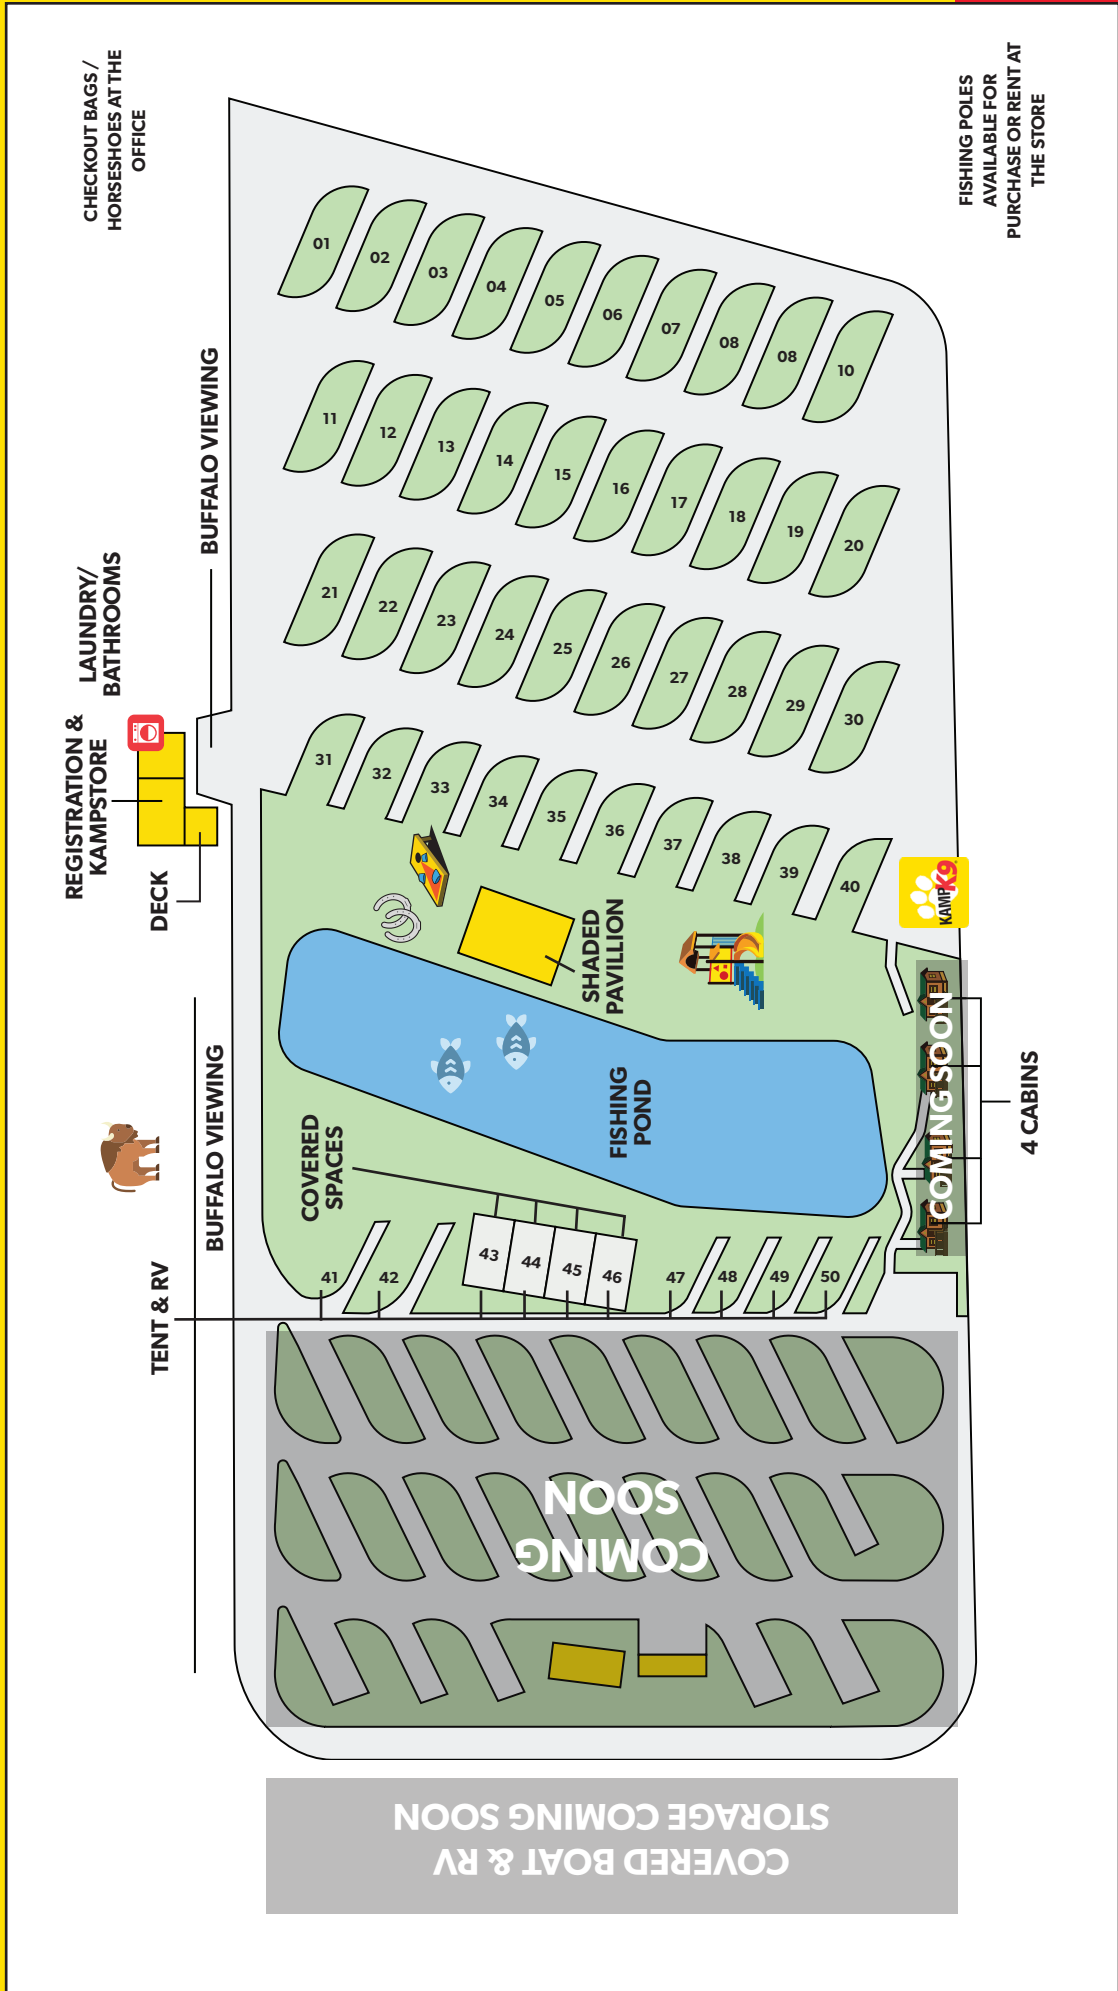 CHECKOUT BAGS /
HORSESHOES AT THE
OFFICE
FISHING POLES
AVAILABLE FOR
PURCHASE OR RENT AT
THE STORE
01
02
03
04
05
06
07
08
08
10
BUFFALO VIEWING
11
12
13
14
15
16
17
18
19
20
LAUNDRY/
BATHROOMS
21
22
23
24
25
26
27
28
29
30
REGISTRATION &
KAMPSTORE
DECK
31
32
33
34
35
36
37
38
39
40
KAMPK9
SHADED
PAVILLION
FISHING
POND
COMING SOON
4 CABINS
BUFFALO VIEWING
COVERED
SPACES
TENT & RV
41
42
43
44
45
46
47
48
49
50
COMING
SOON
COVERED BOAT & RV
STORAGE COMING SOON